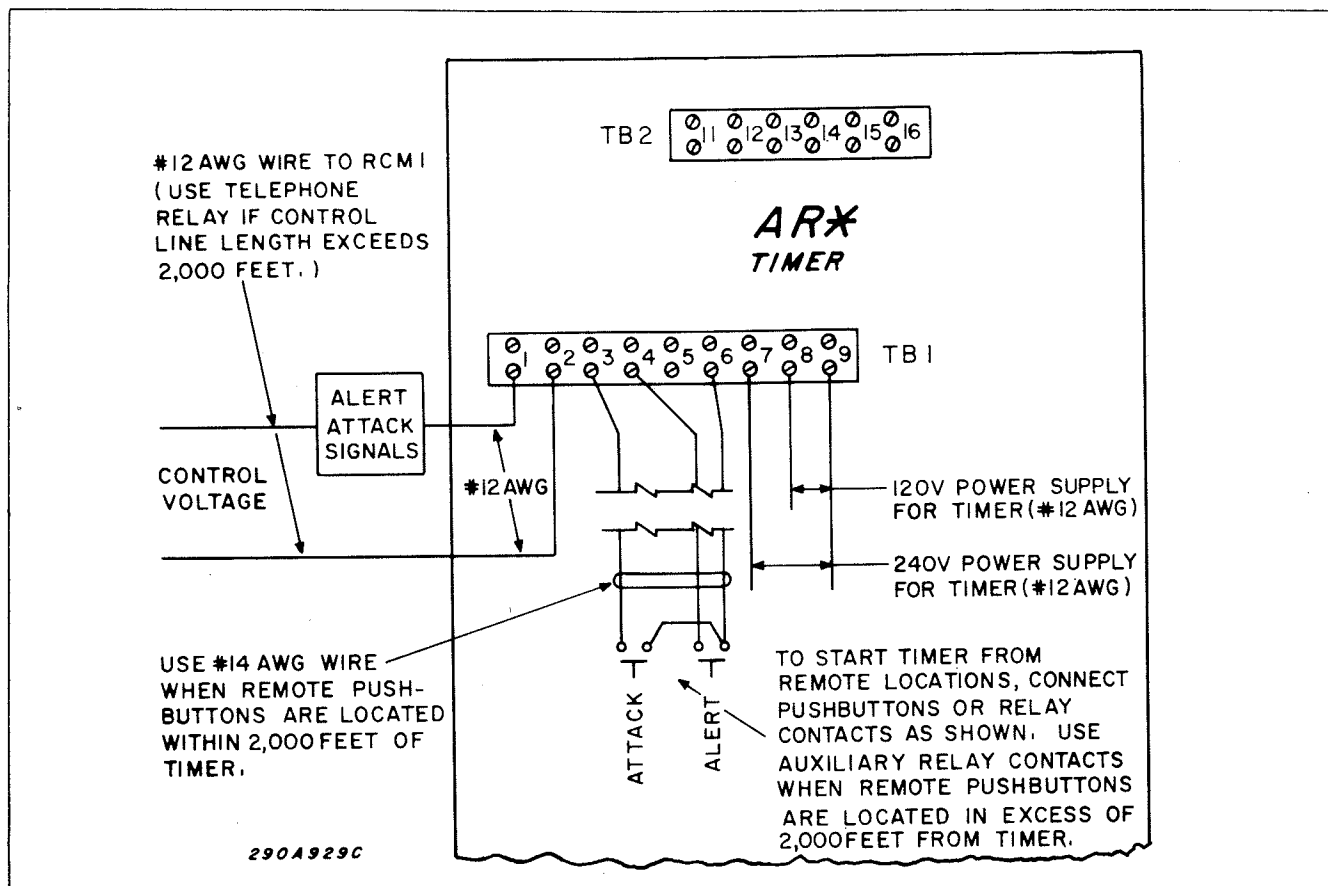 TB2 11 12 13 14 15 16
#12 AWG WIRE TO RCM1
(USE TELEPHONE
RELAY IF CONTROL
LINE LENGTH EXCEEDS
2,000 FEET.)
AR*
TIMER
1 2 3 4 5 6 7 8 9 TB1
ALERT
ATTACK
SIGNALS
CONTROL
VOLTAGE
#12 AWG
120V POWER SUPPLY
FOR TIMER (#12 AWG)
240V POWER SUPPLY
FOR TIMER (#12 AWG)
USE #14 AWG WIRE
WHEN REMOTE PUSH-
BUTTONS ARE LOCATED
WITHIN 2,000 FEET OF
TIMER.
ATTACK
ALERT
TO START TIMER FROM
REMOTE LOCATIONS, CONNECT
PUSHBUTTONS OR RELAY
CONTACTS AS SHOWN. USE
AUXILIARY RELAY CONTACTS
WHEN REMOTE PUSHBUTTONS
ARE LOCATED IN EXCESS OF
2,000 FEET FROM TIMER.
290A929C